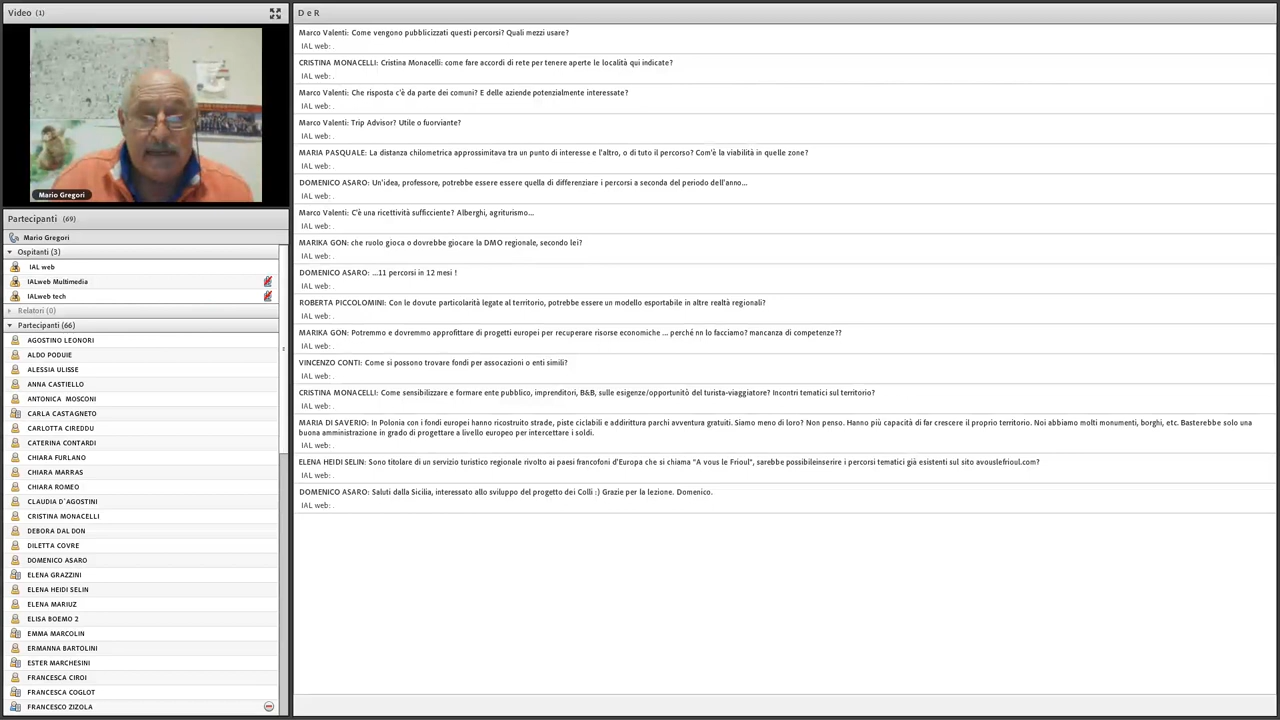 Video (1)
Mario Gregori
Partecipanti (69)
Mario Gregori
Ospitanti (3)
IAL web
IALweb Multimedia
IALweb tech
Relatori (0)
Partecipanti (66)
AGOSTINO LEONORI
ALDO PODUIE
ALESSIA ULISSE
ANNA CASTIELLO
ANTONICA MOSCONI
CARLA CASTAGNETO
CARLOTTA CIREDDU
CATERINA CONTARDI
CHIARA FURLANO
CHIARA MARRAS
CHIARA ROMEO
CLAUDIA D`AGOSTINI
CRISTINA MONACELLI
DEBORA DAL DON
DILETTA COVRE
DOMENICO ASARO
ELENA GRAZZINI
ELENA HEIDI SELIN
ELENA MARIUZ
ELISA BOEMO 2
EMMA MARCOLIN
ERMANNA BARTOLINI
ESTER MARCHESINI
FRANCESCA CIROI
FRANCESCA COGLOT
FRANCESCO ZIZOLA
D e R
Marco Valenti: Come vengono pubblicizzati questi percorsi? Quali mezzi usare?
IAL web: .
CRISTINA MONACELLI: Cristina Monacelli: come fare accordi di rete per tenere aperte le località qui indicate?
IAL web: .
Marco Valenti: Che risposta c'è da parte dei comuni? E delle aziende potenzialmente interessate?
IAL web: .
Marco Valenti: Trip Advisor? Utile o fuorviante?
IAL web: .
MARIA PASQUALE: La distanza chilometrica approssimitava tra un punto di interesse e l'altro, o di tuto il percorso? Com'è la viabilità in quelle zone?
IAL web: .
DOMENICO ASARO: Un'idea, professore, potrebbe essere essere quella di differenziare i percorsi a seconda del periodo dell'anno...
IAL web: .
Marco Valenti: C'è una ricettività sufficciente? Alberghi, agriturismo...
IAL web: .
MARIKA GON: che ruolo gioca o dovrebbe giocare la DMO regionale, secondo lei?
IAL web: .
DOMENICO ASARO: ...11 percorsi in 12 mesi !
IAL web: .
ROBERTA PICCOLOMINI: Con le dovute particolarità legate al territorio, potrebbe essere un modello esportabile in altre realtà regionali?
IAL web: .
MARIKA GON: Potremmo e dovremmo approfittare di progetti europei per recuperare risorse economiche ... perché nn lo facciamo? mancanza di competenze??
IAL web: .
VINCENZO CONTI: Come si possono trovare fondi per assocazioni o enti simili?
IAL web: .
CRISTINA MONACELLI: Come sensibilizzare e formare ente pubblico, imprenditori, B&B, sulle esigenze/opportunitò del turista-viaggiatore? Incontri tematici sul territorio?
IAL web: .
MARIA DI SAVERIO: In Polonia con i fondi europei hanno ricostruito strade, piste ciclabili e addirittura parchi avventura gratuiti. Siamo meno di loro? Non penso. Hanno più capacità di far crescere il proprio territorio. Noi abbiamo molti monumenti, borghi, etc. Basterebbe solo una
buona amministrazione in grado di progettare a livello europeo per intercettare i soldi.
IAL web: .
ELENA HEIDI SELIN: Sono titolare di un servizio turistico regionale rivolto ai paesi francofoni d'Europa che si chiama "A vous le Frioul", sarebbe possibileinserire i percorsi tematici già esistenti sul sito avouslefrioul.com?
IAL web: .
DOMENICO ASARO: Saluti dalla Sicilia, interessato allo sviluppo del progetto dei Colli :) Grazie per la lezione. Domenico.
IAL web: .